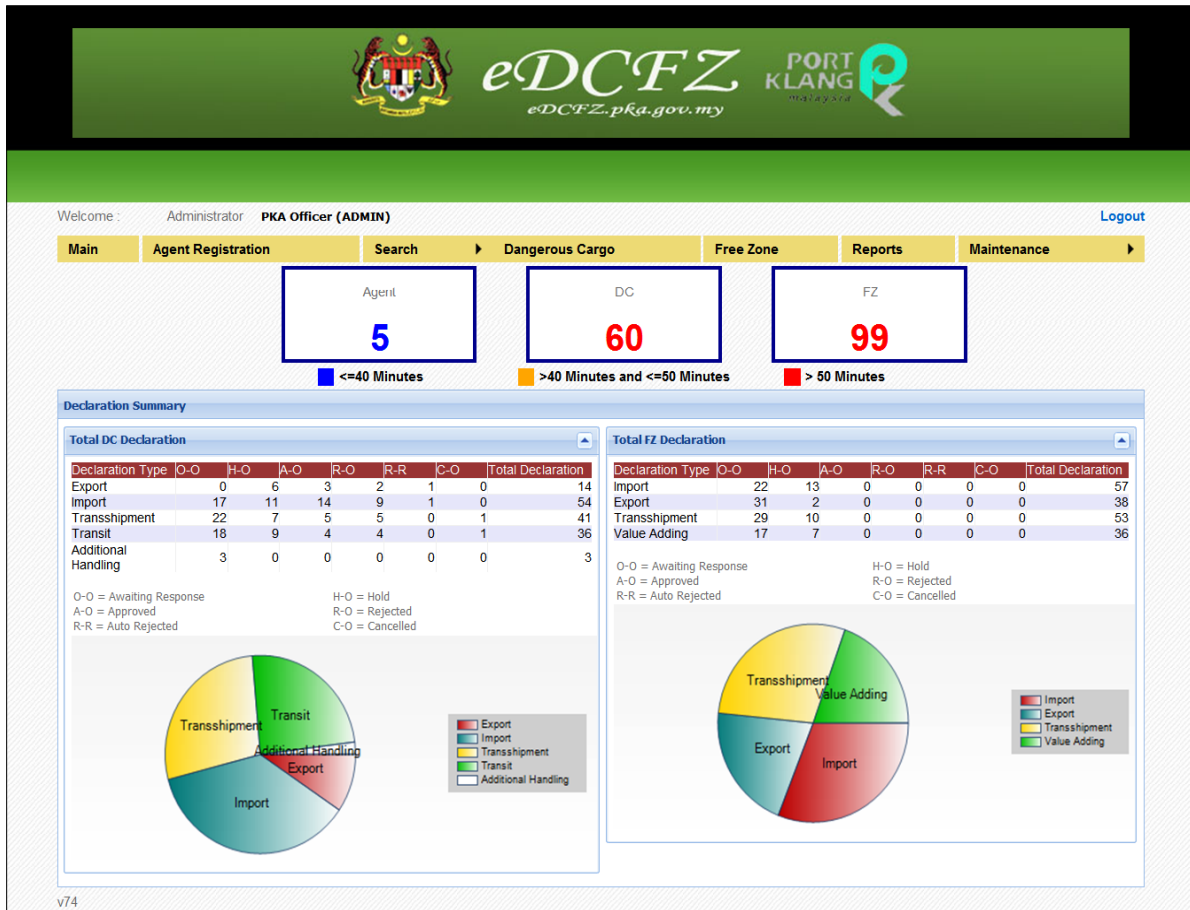 eDCFZ
eDCFZ.pka.gov.my
PORT
KLANG
malaysia
Welcome : Administrator PKA Officer (ADMIN) Logout
Main Agent Registration Search Dangerous Cargo Free Zone Reports Maintenance
Agent DC FZ
5 60 99
<=40 Minutes >40 Minutes and <=50 Minutes > 50 Minutes
Declaration Summary
Total DC Declaration
Declaration Type O-O H-O A-O R-O R-R C-O Total Declaration
Export 0 6 3 2 1 0 14
Import 17 11 14 9 1 0 54
Transshipment 22 7 5 5 0 1 41
Transit 18 9 4 4 0 1 36
Additional
Handling 3 0 0 0 0 0 3
O-O = Awaiting Response H-O = Hold
A-O = Approved R-O = Rejected
R-R = Auto Rejected C-O = Cancelled
Transit
Transshipment
Additional Handling
Export
Import
Export
Import
Transshipment
Transit
Additional Handling
Total FZ Declaration
Declaration Type O-O H-O A-O R-O R-R C-O Total Declaration
Import 22 13 0 0 0 0 57
Export 31 2 0 0 0 0 38
Transshipment 29 10 0 0 0 0 53
Value Adding 17 7 0 0 0 0 36
O-O = Awaiting Response H-O = Hold
A-O = Approved R-O = Rejected
R-R = Auto Rejected C-O = Cancelled
Transshipment
Value Adding
Export
Import
Import
Export
Transshipment
Value Adding
v74